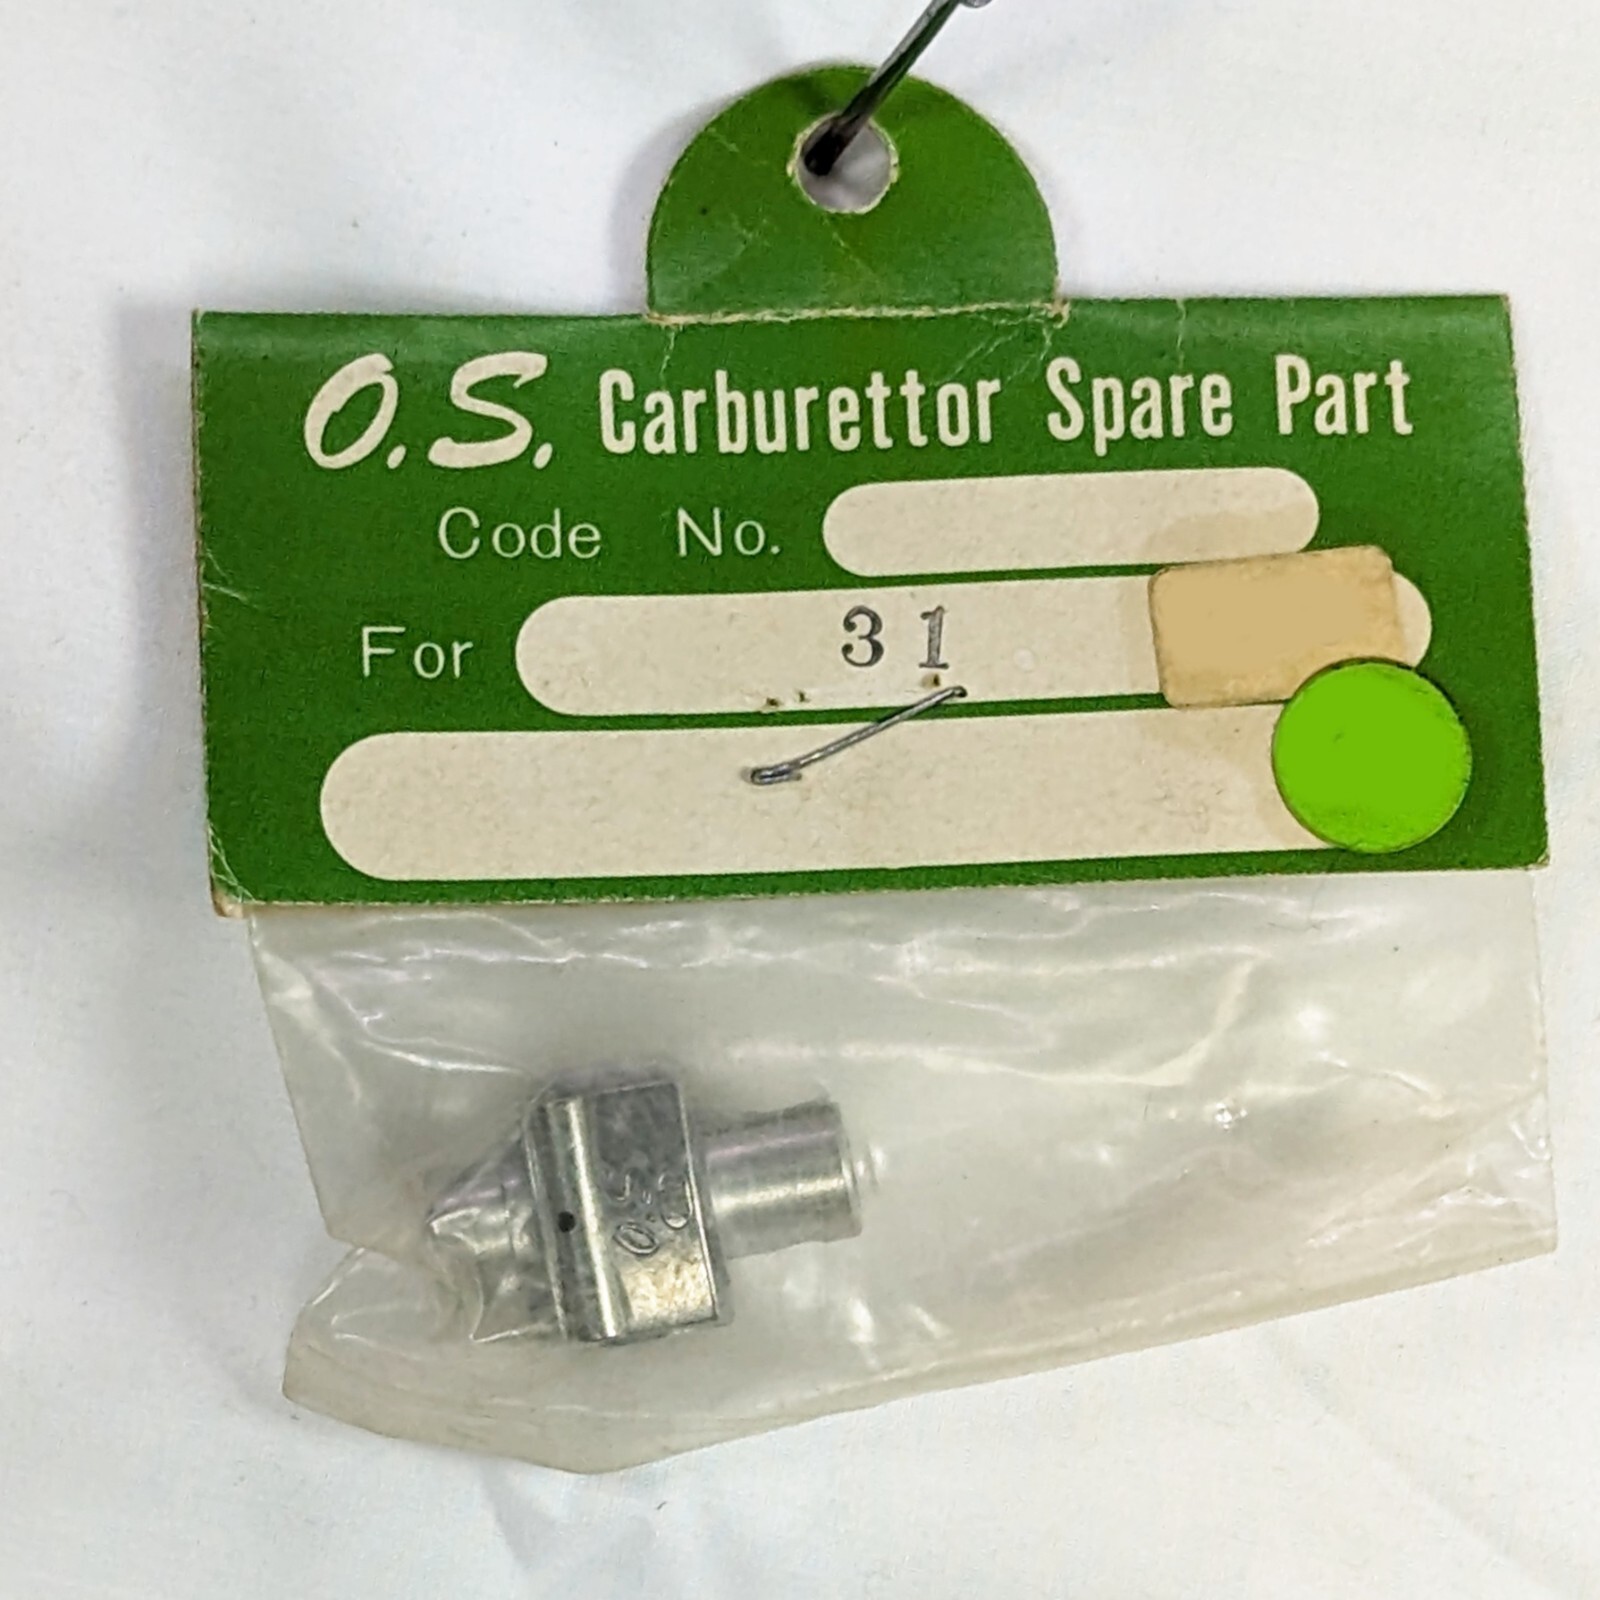 O.S. Carburettor Spare Part
Code No.
For 31
O.S.